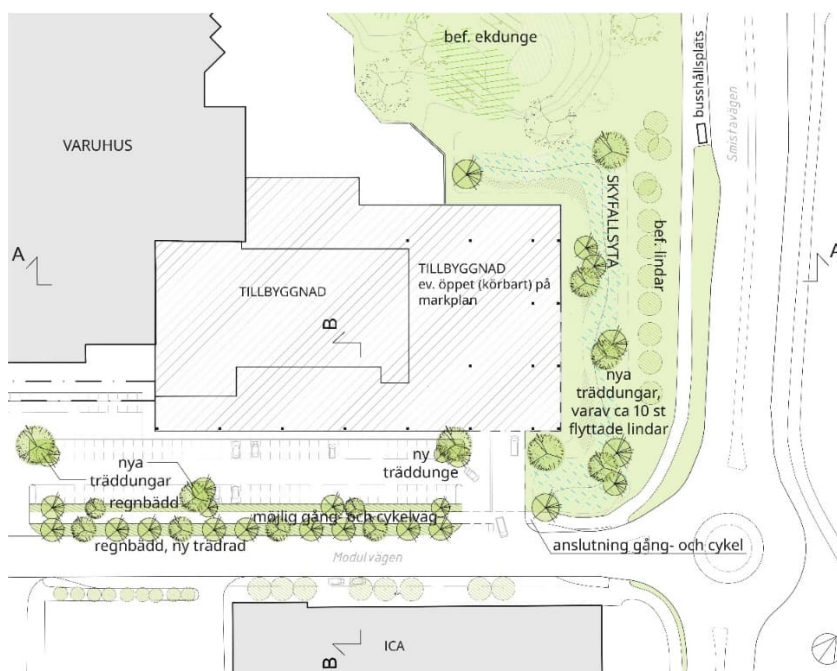 bef. ekdunge
busshållsplats
Smistavägen
VARUHUS
SKYFALLSYTA
bef. lindar
A
A
TILLBYGGNAD
TILLBYGGNAD
ev. öppet (körbart) på
markplan
B
nya
träddungar,
varav ca 10 st
flyttade lindar
nya
träddungar
ny
träddunge
regnbädd
möjlig gång- och cykelväg
regnbädd, ny trädrad
anslutning gång- och cykel
Modulvägen
ICA
B